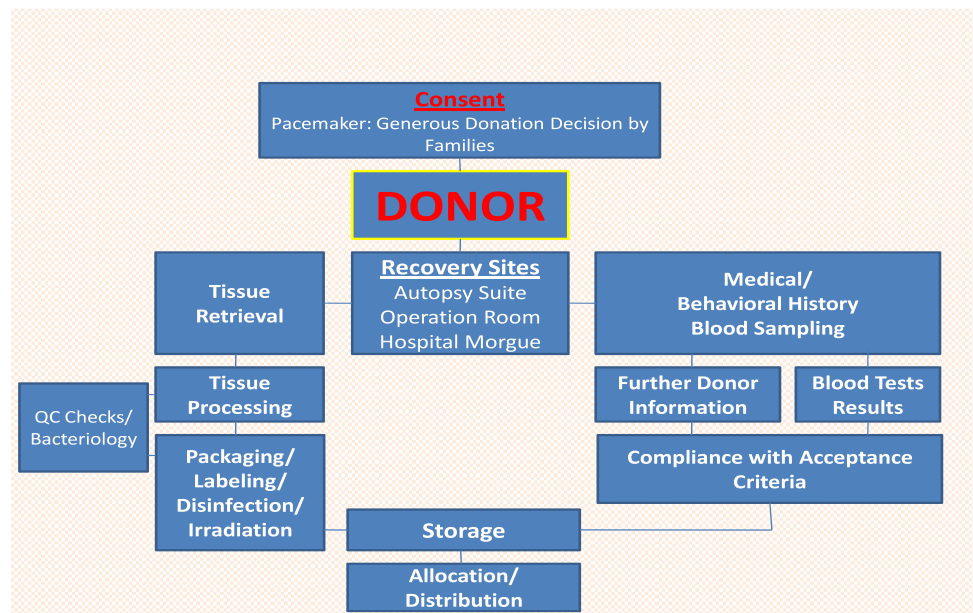 Consent
Pacemaker: Generous Donation Decision by
Families
DONOR
Tissue
Retrieval
Recovery Sites
Autopsy Suite
Operation Room
Hospital Morgue
Medical/
Behavioral History
Blood Sampling
QC Checks/
Bacteriology
Tissue
Processing
Further Donor
Information
Blood Tests
Results
Packaging/
Labeling/
Disinfection/
Irradiation
Compliance with Acceptance
Criteria
Storage
Allocation/
Distribution